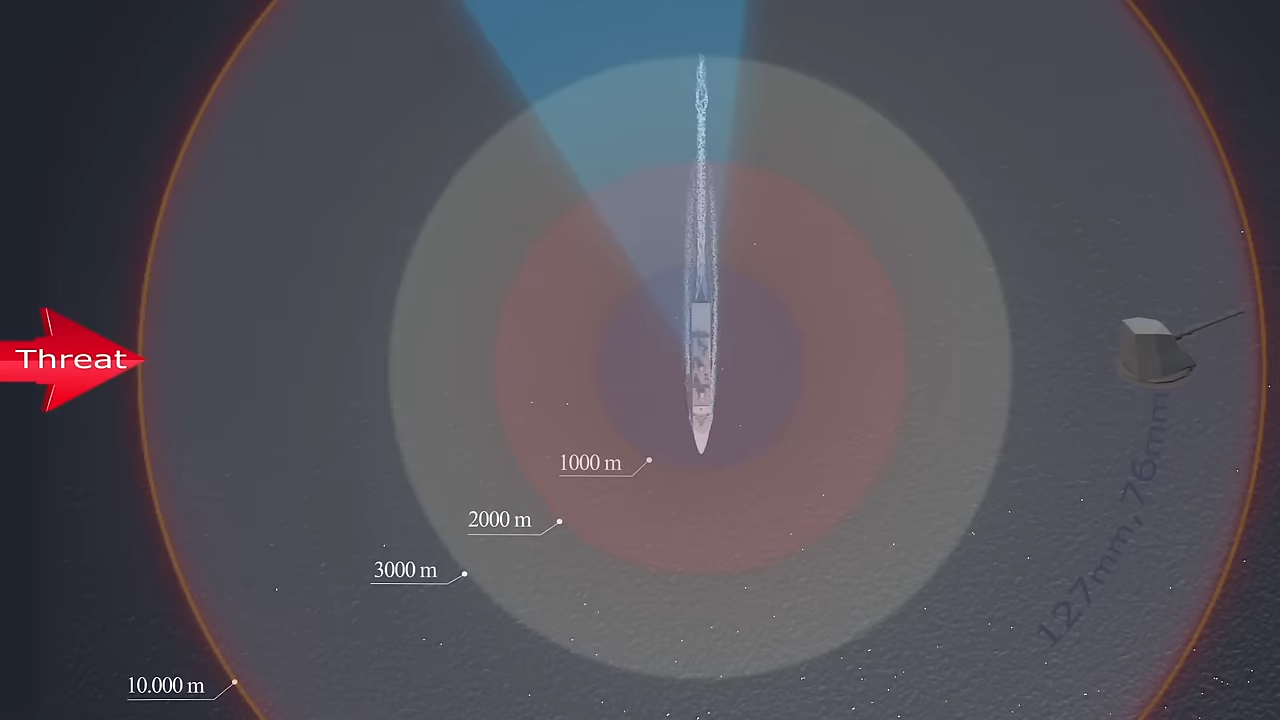 Threat
1000 m
2000 m
3000 m
127mm, 76mm
10.000 m